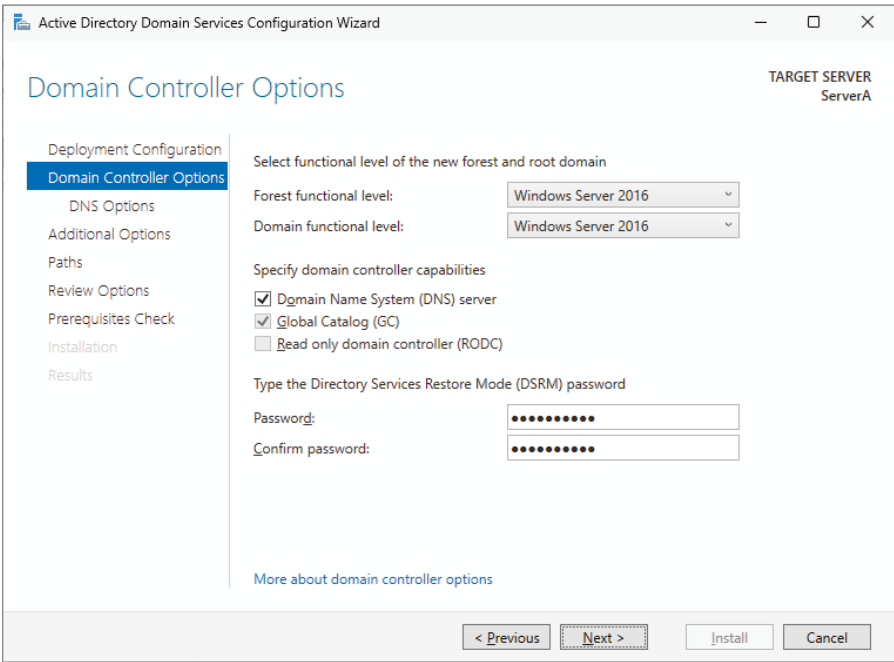 Active Directory Domain Services Configuration Wizard
Domain Controller Options
TARGET SERVER
ServerA
Deployment Configuration
Domain Controller Options
DNS Options
Additional Options
Paths
Review Options
Prerequisites Check
Installation
Results
Select functional level of the new forest and root domain
Forest functional level: Windows Server 2016
Domain functional level: Windows Server 2016
Specify domain controller capabilities
Domain Name System (DNS) server
Global Catalog (GC)
Read only domain controller (RODC)
Type the Directory Services Restore Mode (DSRM) password
Password: ••••••••••
Confirm password: ••••••••••
More about domain controller options
< Previous Next > Install Cancel